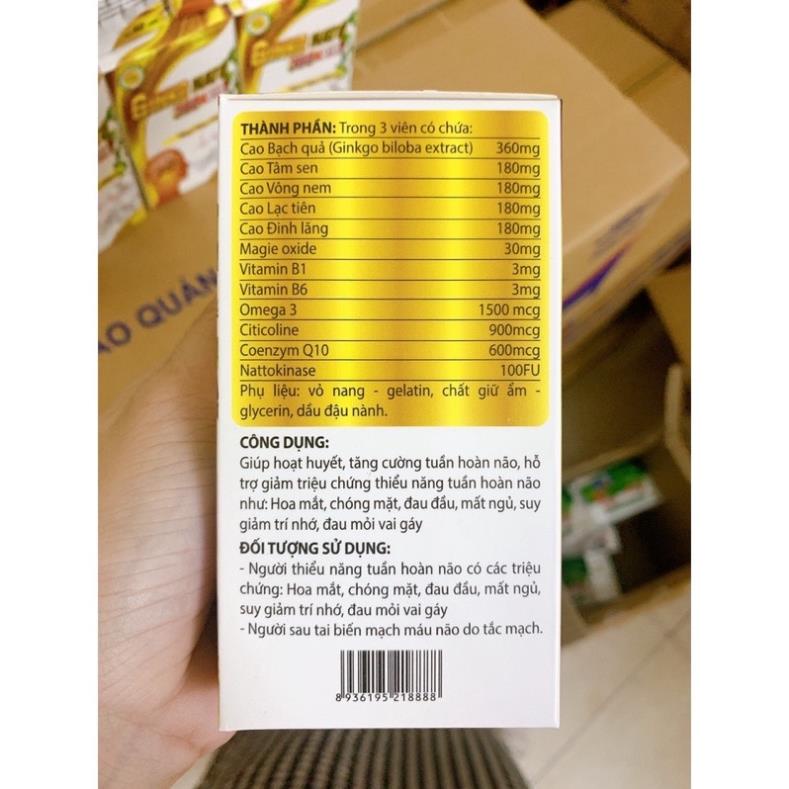 THÀNH PHẦN: Trong 3 viên có chứa:
Cao Bạch quả (Ginkgo biloba extract) 360mg
Cao Tâm sen 180mg
Cao Vông nem 180mg
Cao Lạc tiên 180mg
Cao Đinh lăng 180mg
Magie oxide 30mg
Vitamin B1 3mg
Vitamin B6 3mg
Omega 3 1500 mcg
Citicoline 900mcg
Coenzym Q10 600mcg
Nattokinase 100FU
Phụ liệu: vỏ nang - gelatin, chất giữ ẩm -
glycerin, dầu đậu nành.
CÔNG DỤNG:
Giúp hoạt huyết, tăng cường tuần hoàn não, hỗ
trợ giảm triệu chứng thiểu năng tuần hoàn não
như: Hoa mắt, chóng mặt, đau đầu, mất ngủ, suy
giảm trí nhớ, đau mỏi vai gáy
ĐỐI TƯỢNG SỬ DỤNG:
- Người thiểu năng tuần hoàn não có các triệu
chứng: Hoa mắt, chóng mặt, đau đầu, mất ngủ,
suy giảm trí nhớ, đau mỏi vai gáy
- Người sau tai biến mạch máu não do tắc mạch.
8 936195 218888